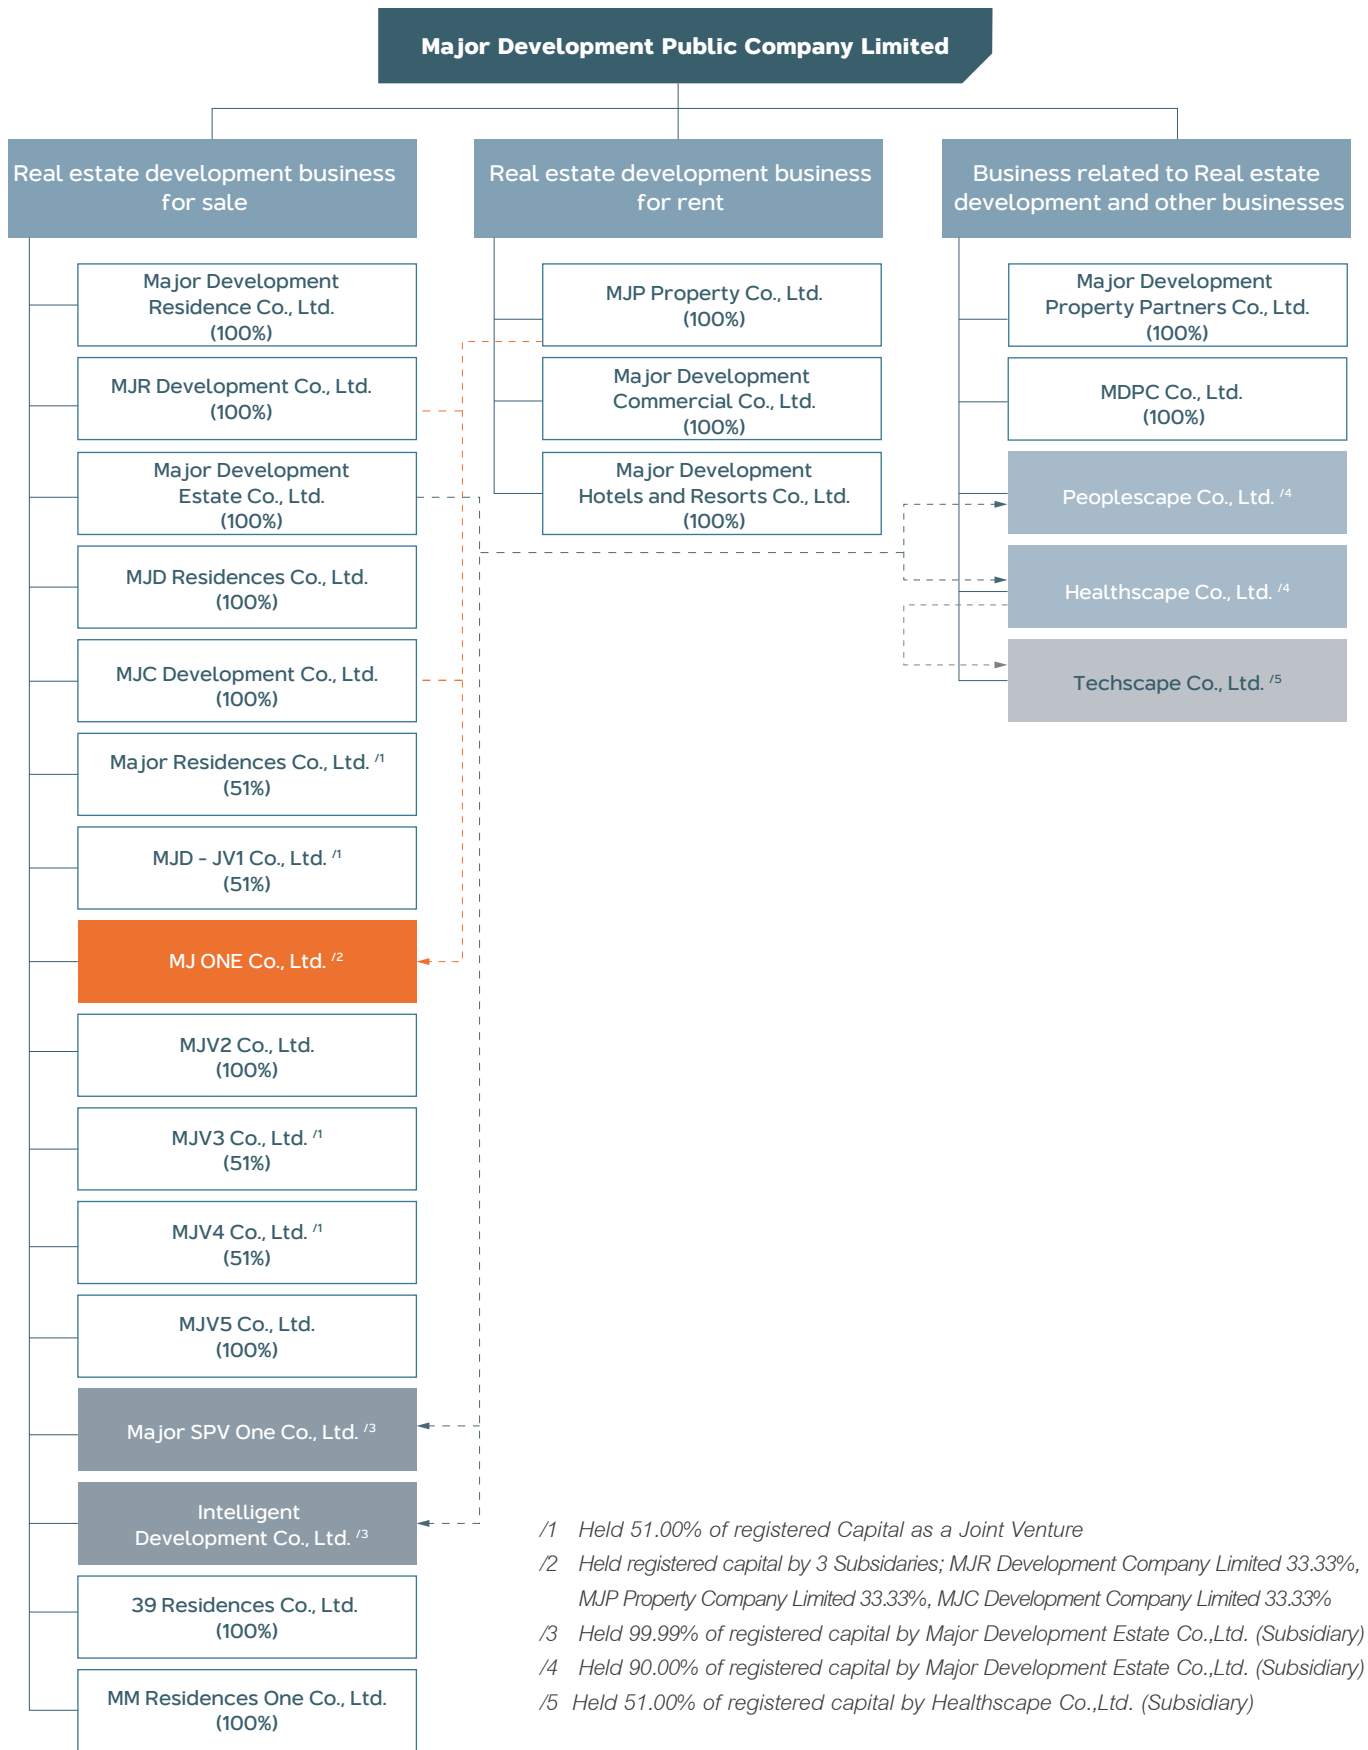 Major Development Public Company Limited
Real estate development business
for sale
Real estate development business
for rent
Business related to Real estate
development and other businesses
Major Development
Residence Co., Ltd.
(100%)
MJR Development Co., Ltd.
(100%)
Major Development
Estate Co., Ltd.
(100%)
MJD Residences Co., Ltd.
(100%)
MJC Development Co., Ltd.
(100%)
Major Residences Co., Ltd. /1
(51%)
MJD - JV1 Co., Ltd. /1
(51%)
MJ ONE Co., Ltd. /2
MJV2 Co., Ltd.
(100%)
MJV3 Co., Ltd. /1
(51%)
MJV4 Co., Ltd. /1
(51%)
MJV5 Co., Ltd.
(100%)
Major SPV One Co., Ltd. /3
Intelligent
Development Co., Ltd. /3
39 Residences Co., Ltd.
(100%)
MM Residences One Co., Ltd.
(100%)
MJP Property Co., Ltd.
(100%)
Major Development
Commercial Co., Ltd.
(100%)
Major Development
Hotels and Resorts Co., Ltd.
(100%)
Major Development
Property Partners Co., Ltd.
(100%)
MDPC Co., Ltd.
(100%)
Peoplescape Co., Ltd. /4
Healthscape Co., Ltd. /4
Techscape Co., Ltd. /5
/1 Held 51.00% of registered Capital as a Joint Venture
/2 Held registered capital by 3 Subsidaries; MJR Development Company Limited 33.33%,
MJP Property Company Limited 33.33%, MJC Development Company Limited 33.33%
/3 Held 99.99% of registered capital by Major Development Estate Co.,Ltd. (Subsidiary)
/4 Held 90.00% of registered capital by Major Development Estate Co.,Ltd. (Subsidiary)
/5 Held 51.00% of registered capital by Healthscape Co.,Ltd. (Subsidiary)